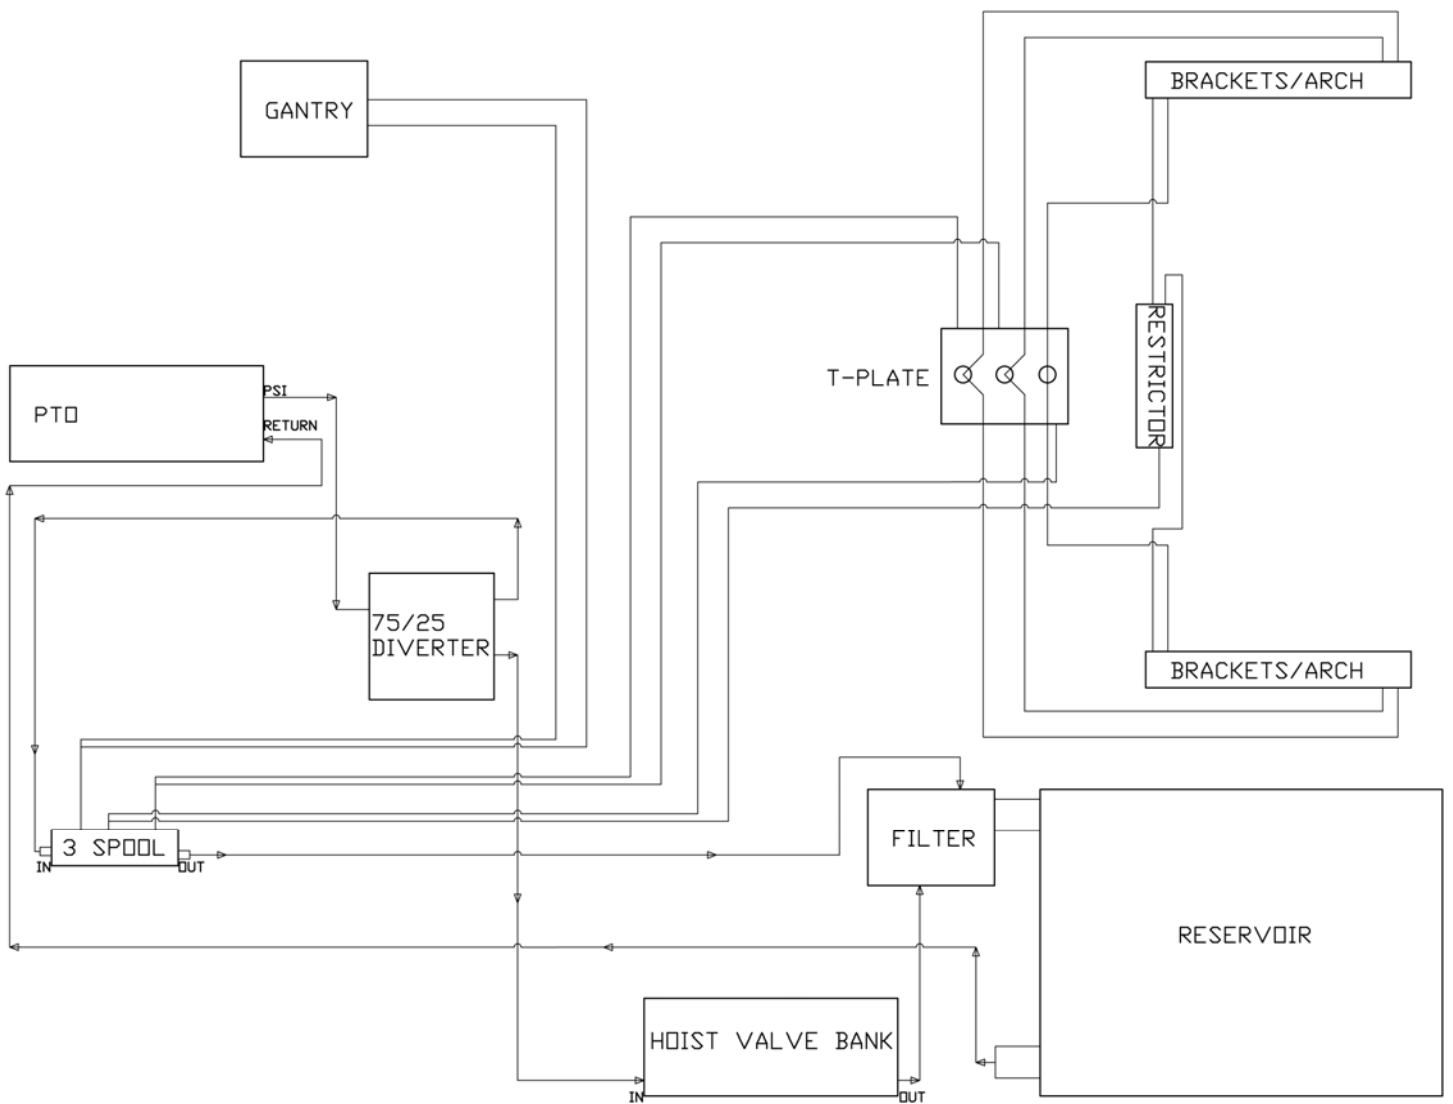 BRACKETS/ARCH
GANTRY
RESTRICTOR
T-PLATE
PSI
PTO
RETURN
75/25
DIVERTER
BRACKETS/ARCH
FILTER
3 SPOOL
IN
OUT
RESERVOIR
HOIST VALVE BANK
IN
OUT